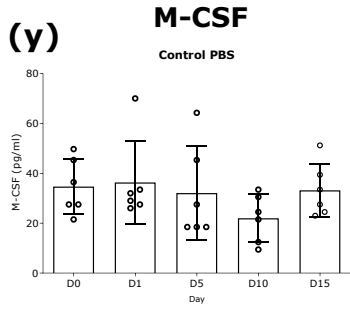 M-CSF
(y)
Control PBS
80
60
40
20
0
M-CSF (pg/ml)
D0 D1 D5 D10 D15
Day